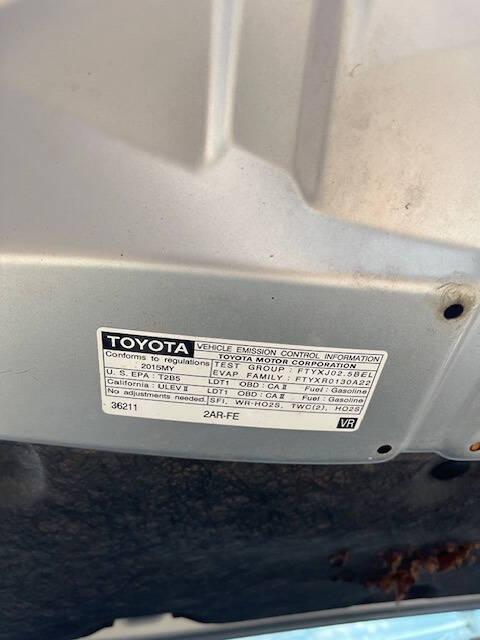 TOYOTA VEHICLE EMISSION CONTROL INFORMATION
TOYOTA MOTOR CORPORATION
Conforms to regulations TEST GROUP : FTYXJ02.5BEL
2015MY EVAP FAMILY : FTYXR0130A22
U.S. EPA : T2B5 LDT1 OBD : CA II Fuel : Gasoline
California : ULEV II LDT1 OBD : CA II Fuel : Gasoline
No adjustments needed. SFI, WR-HO2S, TWC(2), HO2S
36211 2AR-FE VR